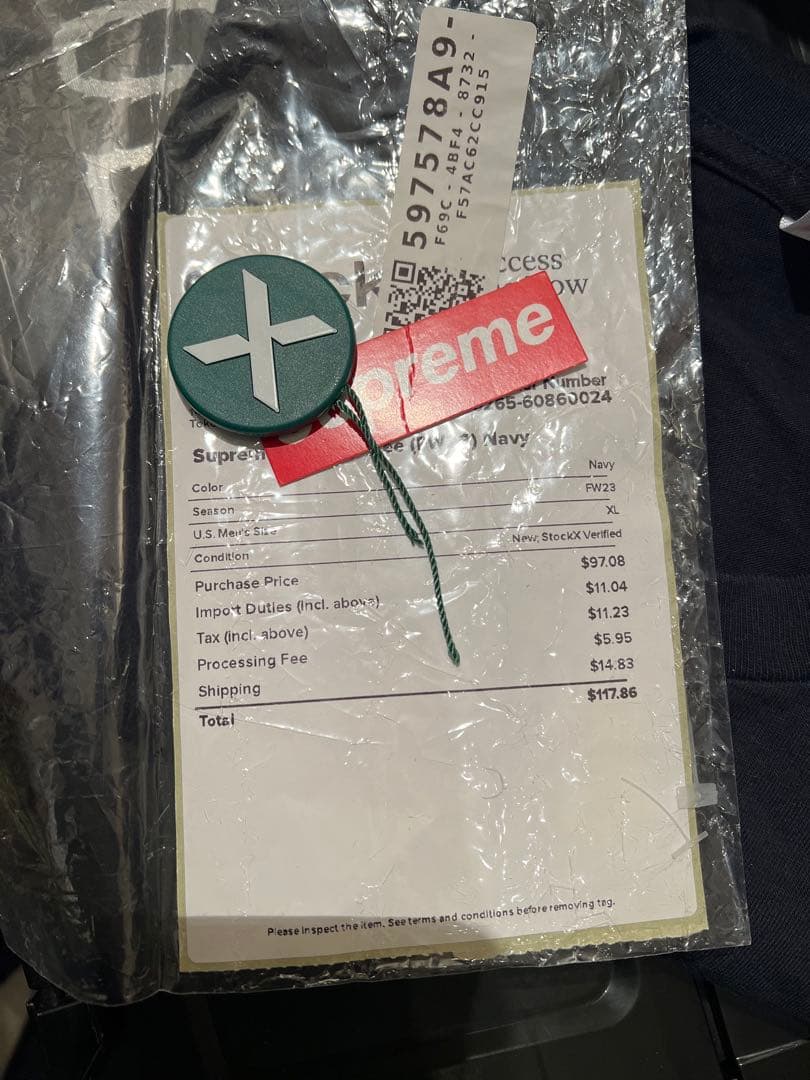 597578A9-
F69C - 4BF4 - 8732 -
F57AC62CC915
ccess
ow
Supreme
Number
265-60860024
Navy
Color Navy
Season FW23
U.S. Men's Size XL
Condition New; StockX Verified
Purchase Price $97.08
Import Duties (incl. above) $11.04
Tax (incl. above) $11.23
Processing Fee $5.95
Shipping $14.83
Total $117.86
Please inspect the item. See terms and conditions before removing tag.